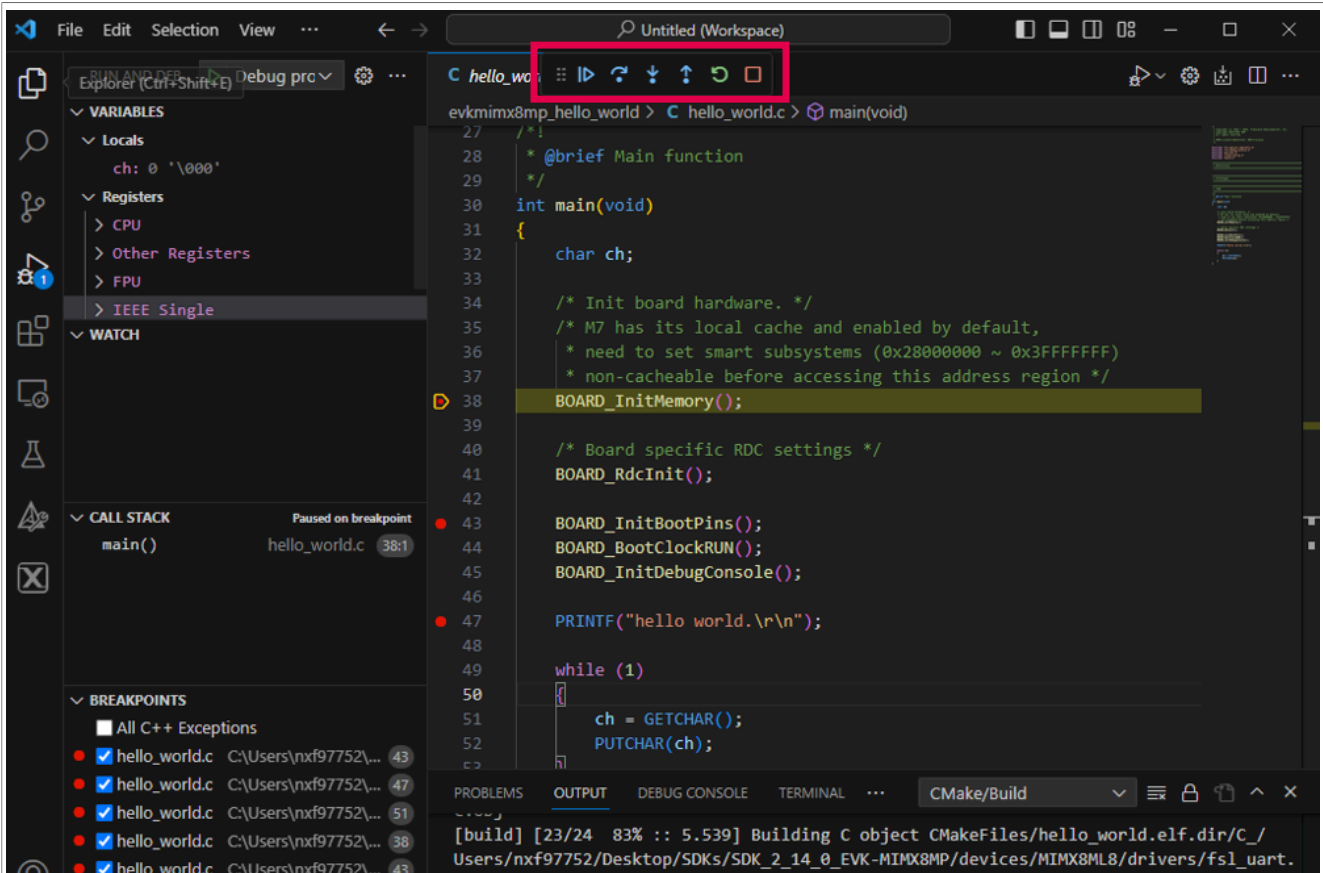 File Edit Selection View ··· Untitled (Workspace)
RUN AND DEB... Debug prc
Explorer (Ctrl+Shift+E)
VARIABLES
Locals
ch: 0 '\000'
Registers
CPU
Other Registers
FPU
IEEE Single
WATCH
1
CALL STACK Paused on breakpoint
main() hello_world.c 38:1
BREAKPOINTS
All C++ Exceptions
hello_world.c C:\Users\nxf97752\... 43
hello_world.c C:\Users\nxf97752\... 47
hello_world.c C:\Users\nxf97752\... 51
hello_world.c C:\Users\nxf97752\... 38
hello_world.c C:\Users\nxf97752\... 43
C hello_wor
evkmimx8mp_hello_world > C hello_world.c > main(void)
27 /*!
28 * @brief Main function
29 */
30 int main(void)
31 {
32 char ch;
33
34 /* Init board hardware. */
35 /* M7 has its local cache and enabled by default,
36 * need to set smart subsystems (0x28000000 ~ 0x3FFFFFFF)
37 * non-cacheable before accessing this address region */
38 BOARD_InitMemory();
39
40 /* Board specific RDC settings */
41 BOARD_RdcInit();
42
43 BOARD_InitBootPins();
44 BOARD_BootClockRUN();
45 BOARD_InitDebugConsole();
46
47 PRINTF("hello world.\r\n");
48
49 while (1)
50 {
51 ch = GETCHAR();
52 PUTCHAR(ch);
53 }
PROBLEMS OUTPUT DEBUG CONSOLE TERMINAL ··· CMake/Build
[build] [23/24 83% :: 5.539] Building C object CMakeFiles/hello_world.elf.dir/C_/
Users/nxf97752/Desktop/SDKs/SDK_2_14_0_EVK-MIMX8MP/devices/MIMX8ML8/drivers/fsl_uart.